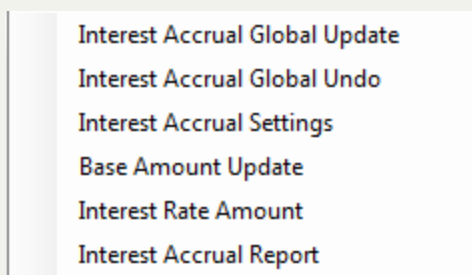 Interest Accrual Global Update
Interest Accrual Global Undo
Interest Accrual Settings
Base Amount Update
Interest Rate Amount
Interest Accrual Report